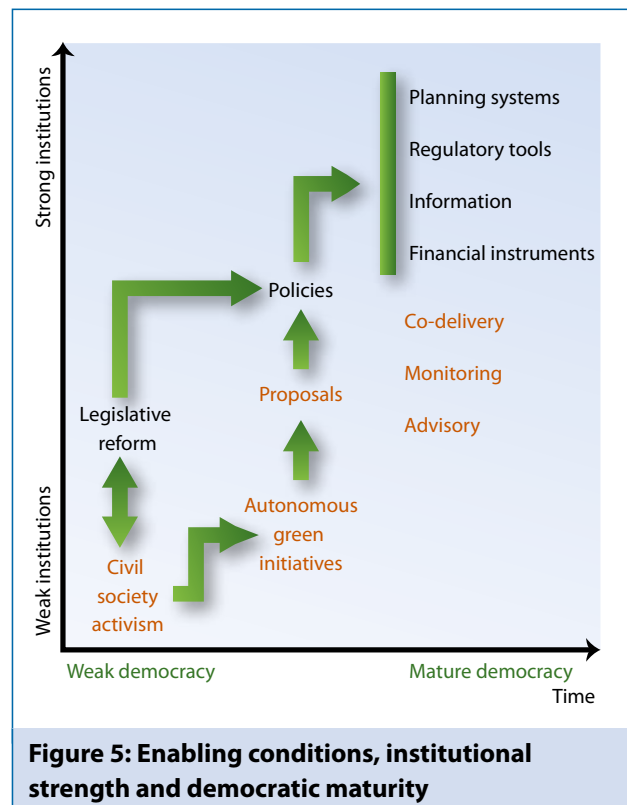 Strong institutions
Weak institutions
Planning systems
Regulatory tools
Information
Financial instruments
Policies
Co-delivery
Proposals
Monitoring
Legislative
reform
Advisory
Autonomous
green
initiatives
Civil
society
activism
Weak democracy
Mature democracy
Time
Figure 5: Enabling conditions, institutional
strength and democratic maturity